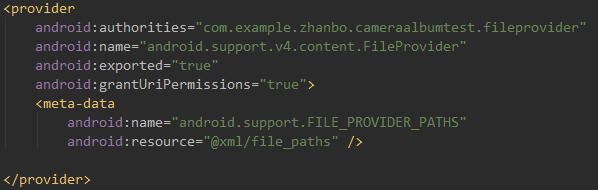 <provider
android:authorities="com.example.zhanbo.cameraalbumtest.fileprovider"
android:name="android.support.v4.content.FileProvider"
android:exported="true"
android:grantUriPermissions="true">
<meta-data
android:name="android.support.FILE_PROVIDER_PATHS"
android:resource="@xml/file_paths" />
</provider>